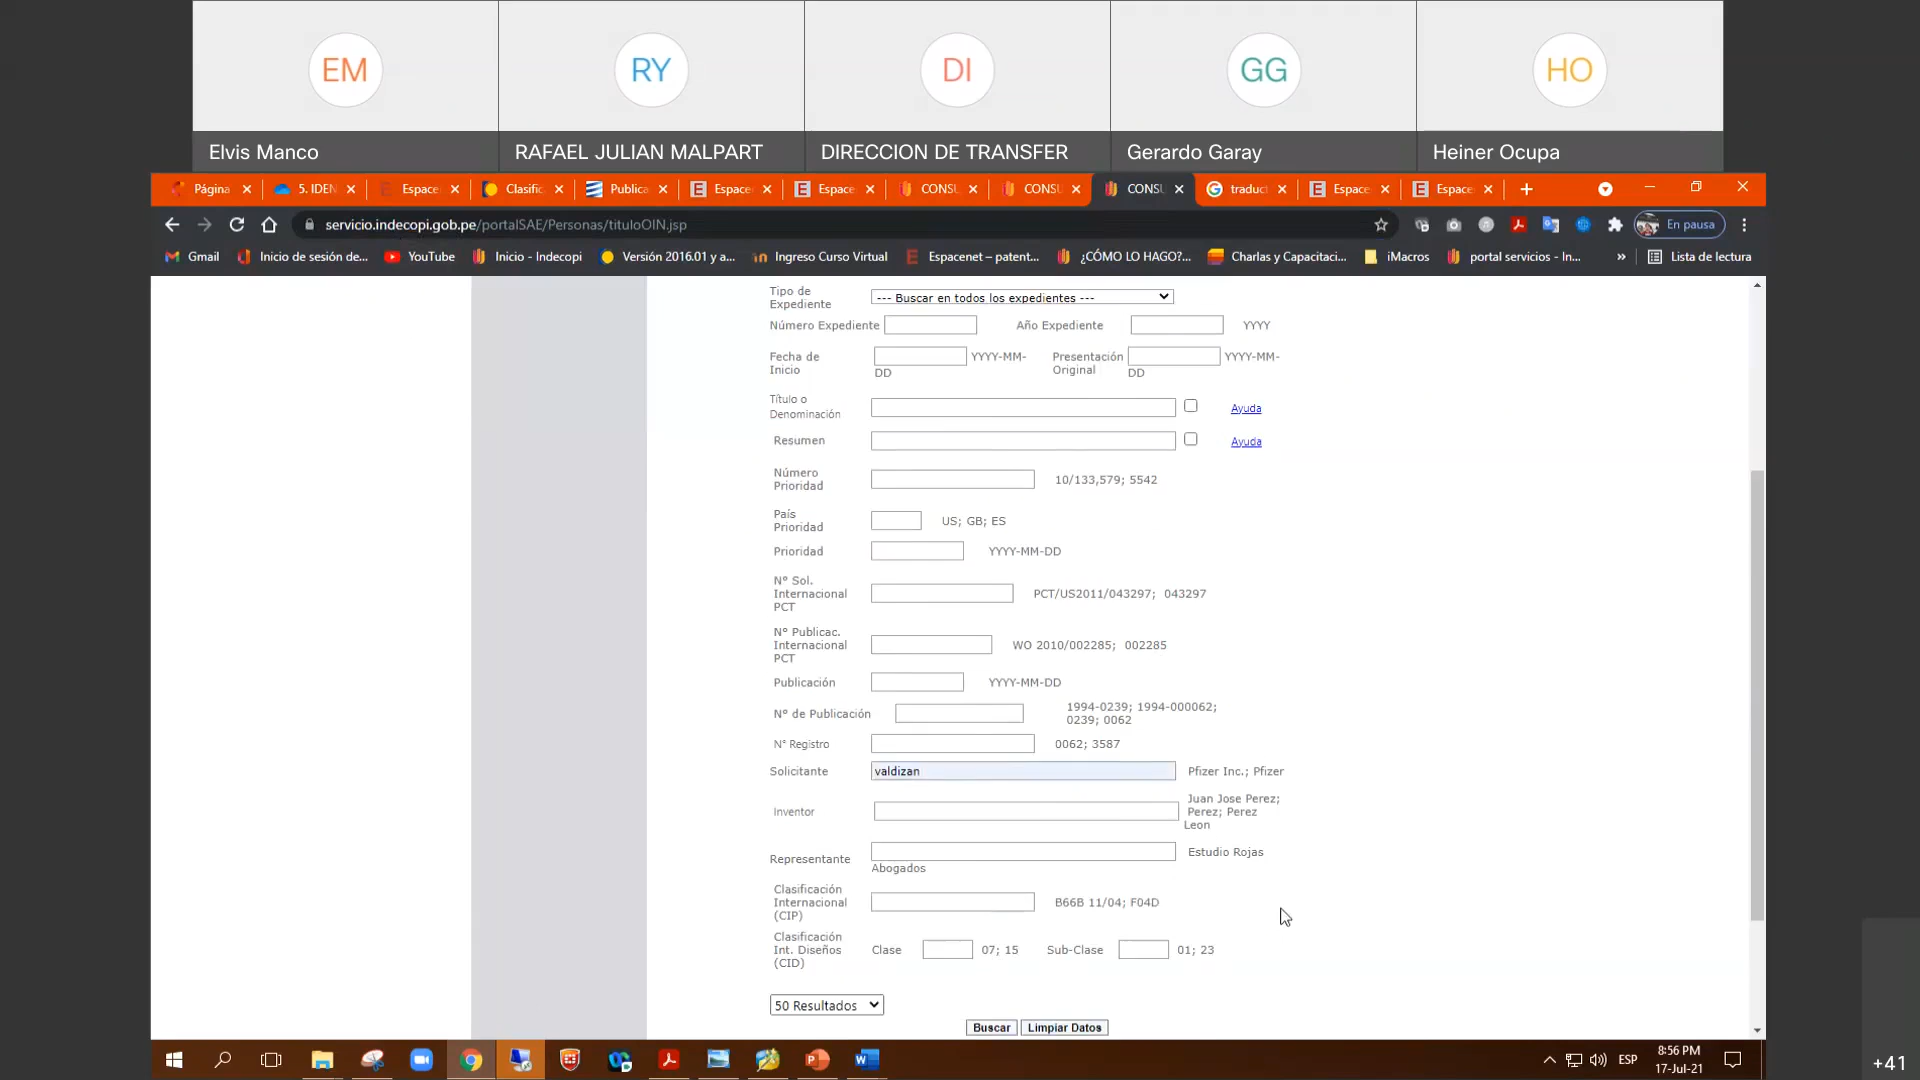 EM
RY
DI
GG
HO
Elvis Manco
RAFAEL JULIAN MALPART
DIRECCION DE TRANSFER
Gerardo Garay
Heiner Ocupa
Página
5. IDEN
Espacer
Clasific
Publica
Espace
Espace
CONSU
CONSU
CONSU
traduct
Espace
Espace
servicio.indecopi.gob.pe/portalSAE/Personas/tituloOIN.jsp
En pausa
Gmail
Inicio de sesión de...
YouTube
Inicio - Indecopi
Versión 2016.01 y a...
Ingreso Curso Virtual
Espacenet – patent...
¿CÓMO LO HAGO?...
Charlas y Capacitaci...
iMacros
portal servicios - In...
»
Lista de lectura
Tipo de Expediente
--- Buscar en todos los expedientes ---
Número Expediente
Año Expediente
YYYY
Fecha de Inicio
YYYY-MM-DD
Presentación Original
YYYY-MM-DD
Título o Denominación
Ayuda
Resumen
Ayuda
Número Prioridad
10/133,579; 5542
País Prioridad
US; GB; ES
Prioridad
YYYY-MM-DD
N° Sol. Internacional PCT
PCT/US2011/043297; 043297
N° Publicac. Internacional PCT
WO 2010/002285; 002285
Publicación
YYYY-MM-DD
N° de Publicación
1994-0239; 1994-000062; 0239; 0062
N° Registro
0062; 3587
Solicitante
valdizan
Pfizer Inc.; Pfizer
Inventor
Juan Jose Perez; Perez; Perez Leon
Representante
Estudio Rojas Abogados
Clasificación Internacional (CIP)
B66B 11/04; F04D
Clasificación Int. Diseños (CID)
Clase
07; 15
Sub-Clase
01; 23
50 Resultados
Buscar
Limpiar Datos
ESP
8:56 PM
17-Jul-21
+41